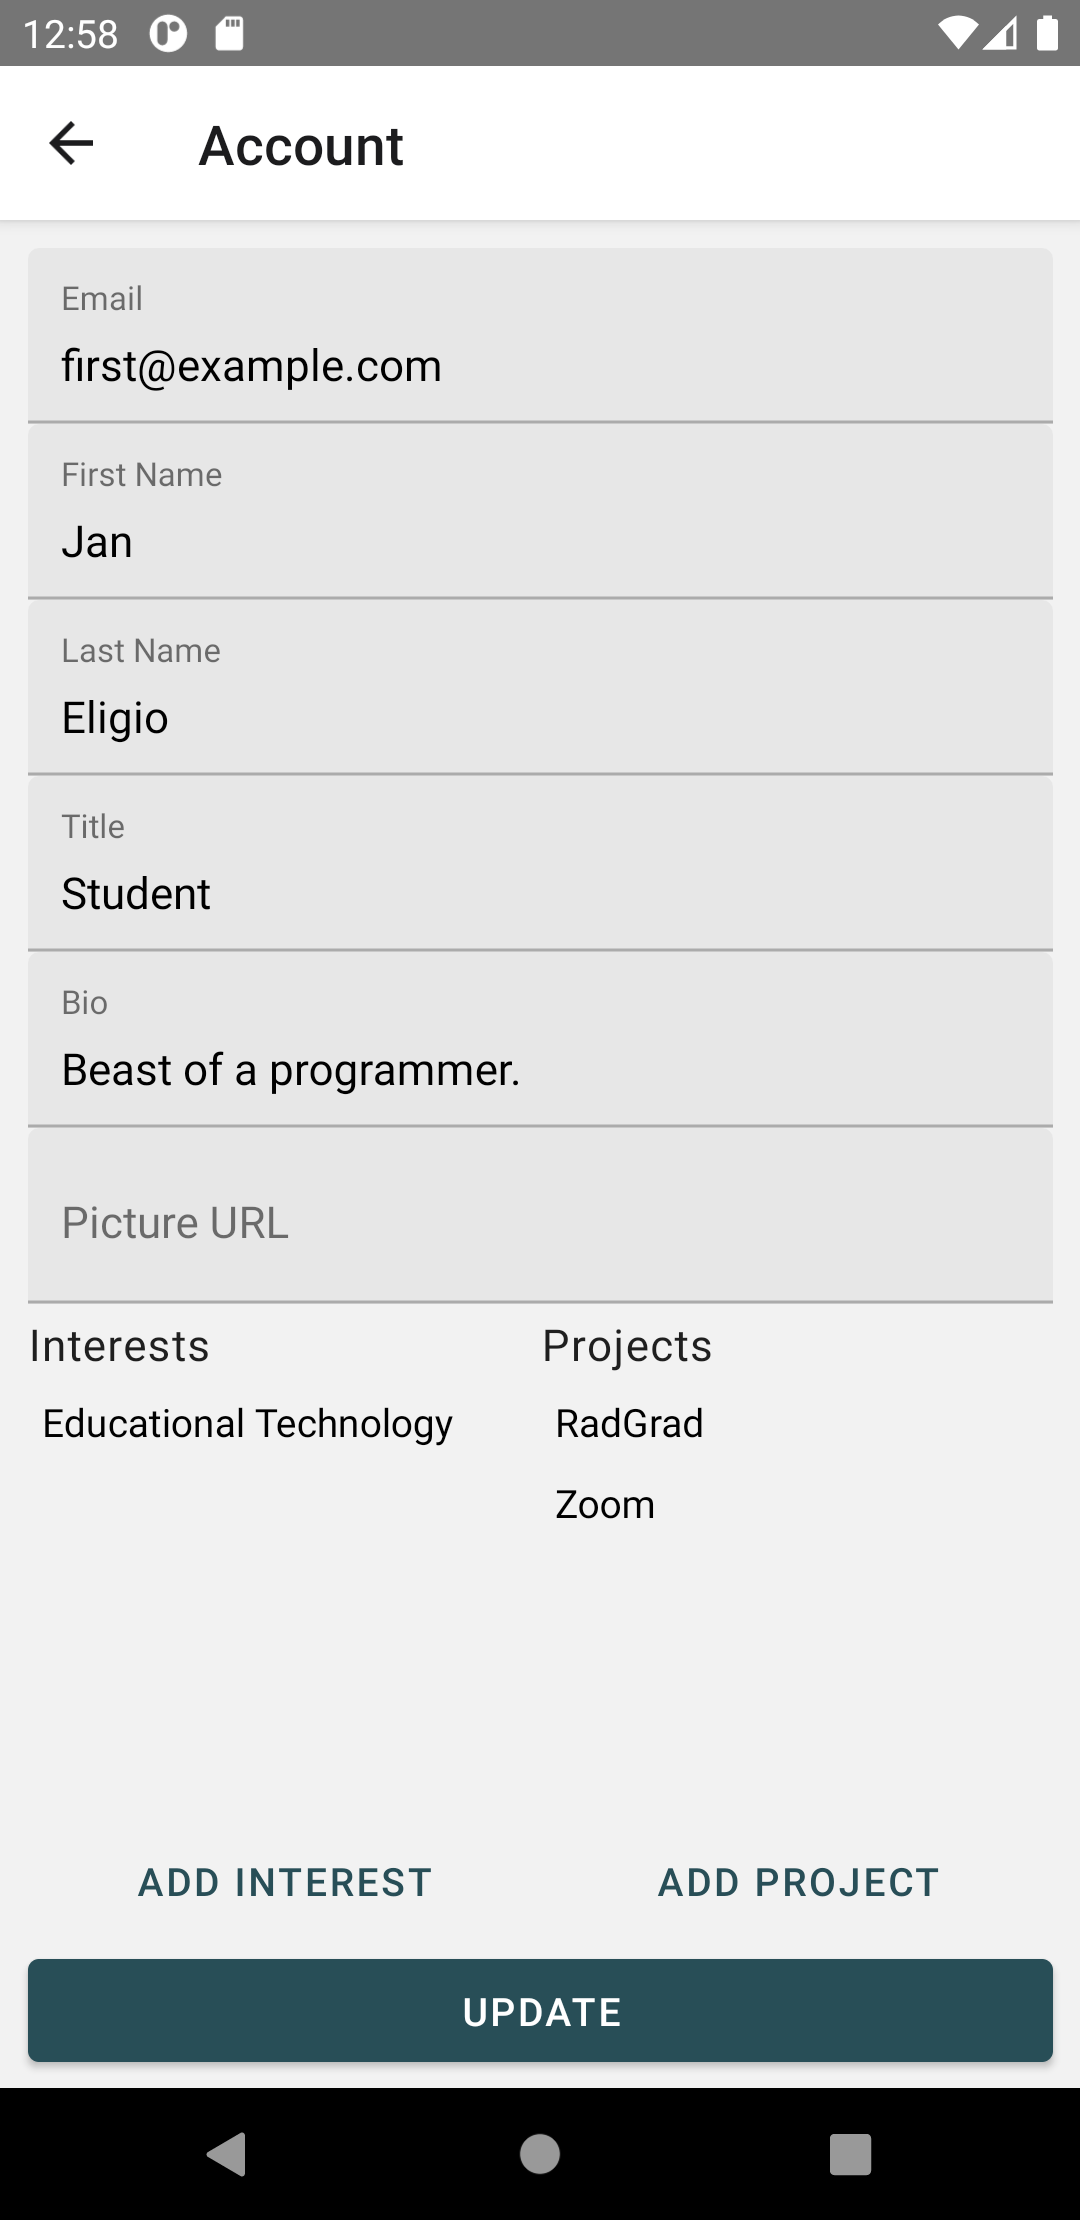 12:58
Account
Email
first@example.com
First Name
Jan
Last Name
Eligio
Title
Student
Bio
Beast of a programmer.
Picture URL
Interests
Projects
Educational Technology
RadGrad
Zoom
ADD INTEREST
ADD PROJECT
UPDATE